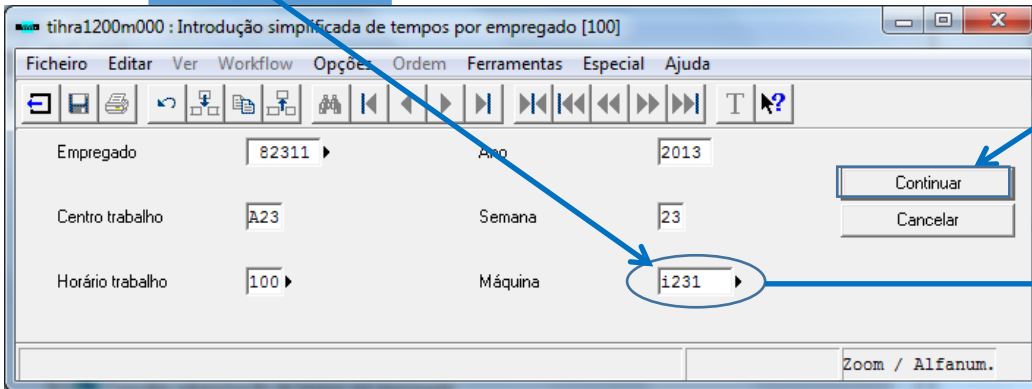 tihra1200m000 : Introdução simplificada de tempos por empregado [100]
Ficheiro Editar Ver Workflow Opções Ordem Ferramentas Especial Ajuda
T ?
Empregado 82311 Ano 2013
Continuar
Centro trabalho A23 Semana 23 Cancelar
Horário trabalho 100 Máquina i231
Zoom / Alfanum.